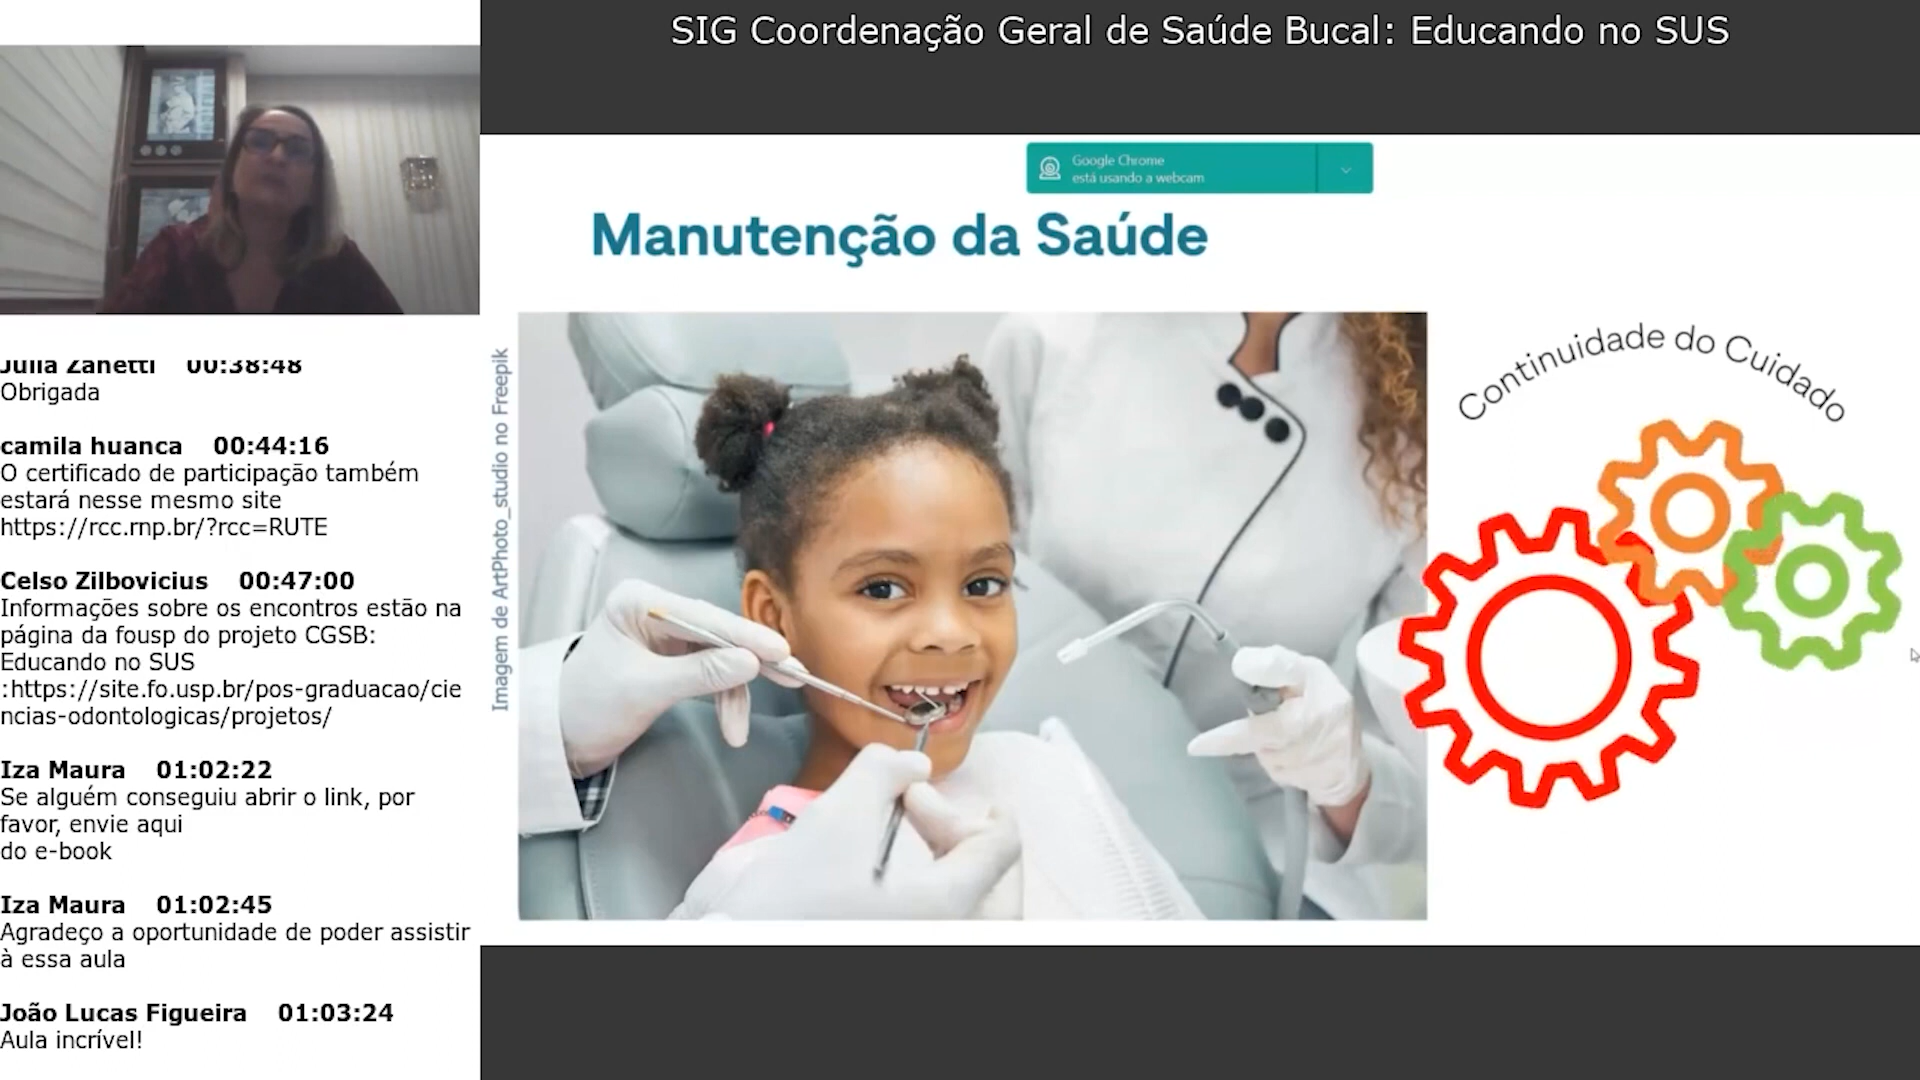 SIG Coordenação Geral de Saúde Bucal: Educando no SUS
Julia Zanetti 00:38:48
Obrigada
camila huanca 00:44:16
O certificado de participação também
estará nesse mesmo site
https://rcc.rnp.br/?rcc=RUTE
Celso Zilbovicius 00:47:00
Informações sobre os encontros estão na
página da fousp do projeto CGSB:
Educando no SUS
:https://site.fo.usp.br/pos-graduacao/cie
ncias-odontologicas/projetos/
Iza Maura 01:02:22
Se alguém conseguiu abrir o link, por
favor, envie aqui
do e-book
Iza Maura 01:02:45
Agradeço a oportunidade de poder assistir
à essa aula
João Lucas Figueira 01:03:24
Aula incrível!
Google Chrome
está usando a webcam
Manutenção da Saúde
Imagem de ArtPhoto_studio no Freepik
Continuidade do Cuidado